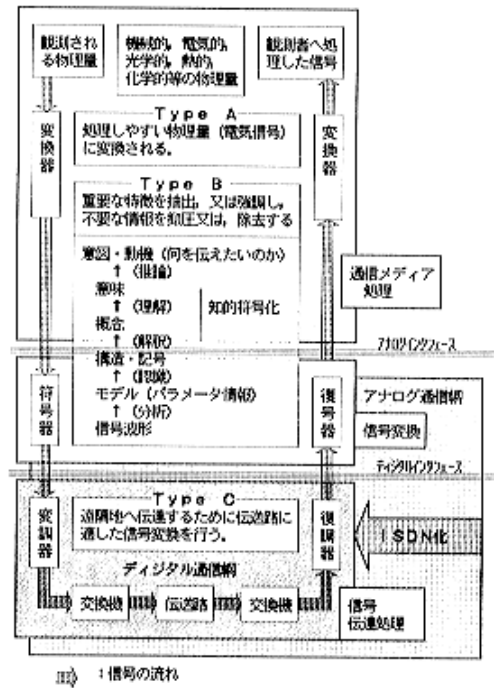 観測され
る物理量
機械的，電気的，
光学的，熱的，
化学的等の物理量
観測者へ処
理した信号
変換器
Type A
処理しやすい物理量（電気信号）
に変換される。
変換器
Type B
重要な特徴を抽出，又は強調し，
不要な情報を抑圧又は，除去する
意図・動機（何を伝えたいのか）
↑（推論）
意味
↑（理解）
知的符号化
概念
↑（解釈）
構造・記号
↑（認識）
モデル（パラメータ情報）
↑（分析）
信号波形
通信メディア
処理
アナログインタフェース
符号器
復号器
アナログ通信網
信号変換
ディジタルインタフェース
変調器
Type C
遠隔地へ伝達するために伝送路に
適した信号変換を行う。
復調器
ISDN化
ディジタル通信網
交換機
伝送路
交換機
信号
伝達処理
：信号の流れ